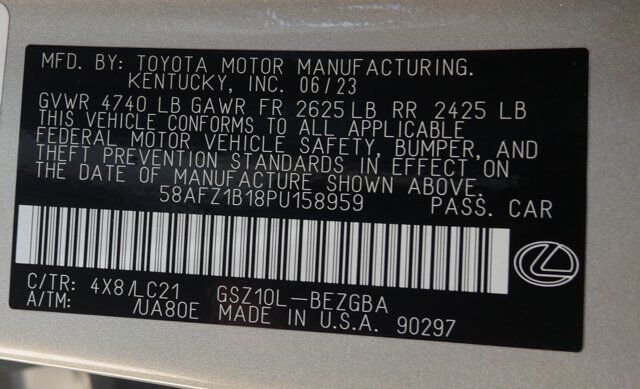 MFD. BY: TOYOTA MOTOR MANUFACTURING.
KENTUCKY, INC. 06/23
GVWR 4740 LB GAWR FR 2625 LB RR 2425 LB
THIS VEHICLE CONFORMS TO ALL APPLICABLE
FEDERAL MOTOR VEHICLE SAFETY, BUMPER, AND
THEFT PREVENTION STANDARDS IN EFFECT ON
THE DATE OF MANUFACTURE SHOWN ABOVE.
58AFZ1B18PU158959 PASS. CAR
C/TR: 4X8/LC21 GSZ10L-BEZGBA
A/TM: /UA80E MADE IN U.S.A. 90297